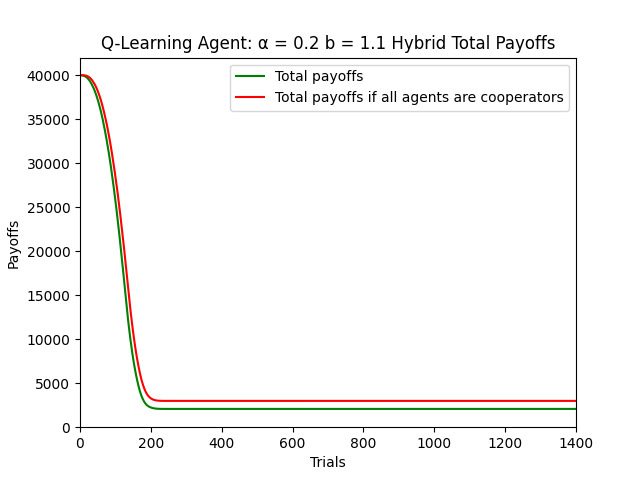 Q-Learning Agent: α = 0.2 b = 1.1 Hybrid Total Payoffs
Total payoffs
Total payoffs if all agents are cooperators
40000
35000
30000
25000
20000
15000
10000
5000
0
Payoffs
0 200 400 600 800 1000 1200 1400
Trials